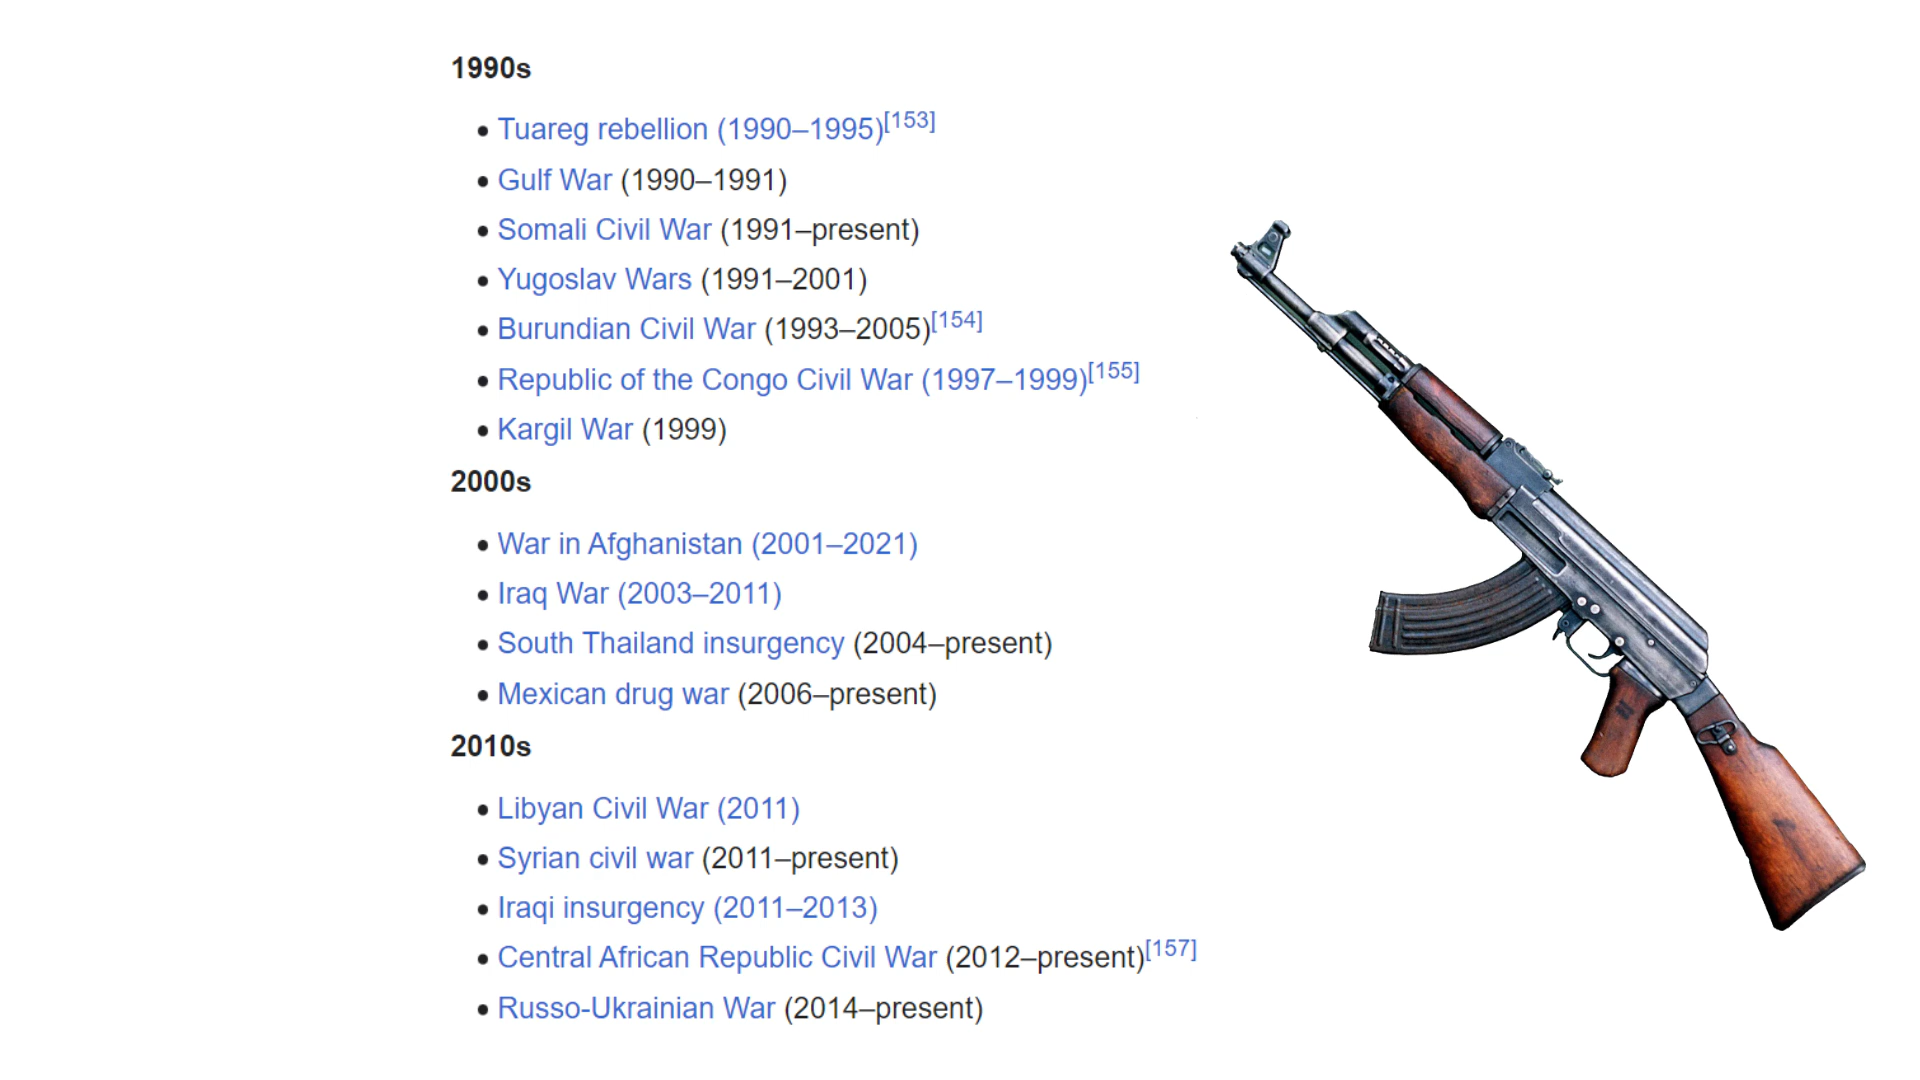 1990s
• Tuareg rebellion (1990–1995)[153]
• Gulf War (1990–1991)
• Somali Civil War (1991–present)
• Yugoslav Wars (1991–2001)
• Burundian Civil War (1993–2005)[154]
• Republic of the Congo Civil War (1997–1999)[155]
• Kargil War (1999)
2000s
• War in Afghanistan (2001–2021)
• Iraq War (2003–2011)
• South Thailand insurgency (2004–present)
• Mexican drug war (2006–present)
2010s
• Libyan Civil War (2011)
• Syrian civil war (2011–present)
• Iraqi insurgency (2011–2013)
• Central African Republic Civil War (2012–present)[157]
• Russo-Ukrainian War (2014–present)